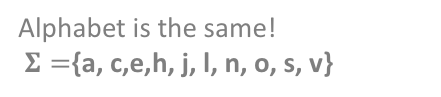 Alphabet is the same!
Σ ={a, c,e,h, j, l, n, o, s, v}